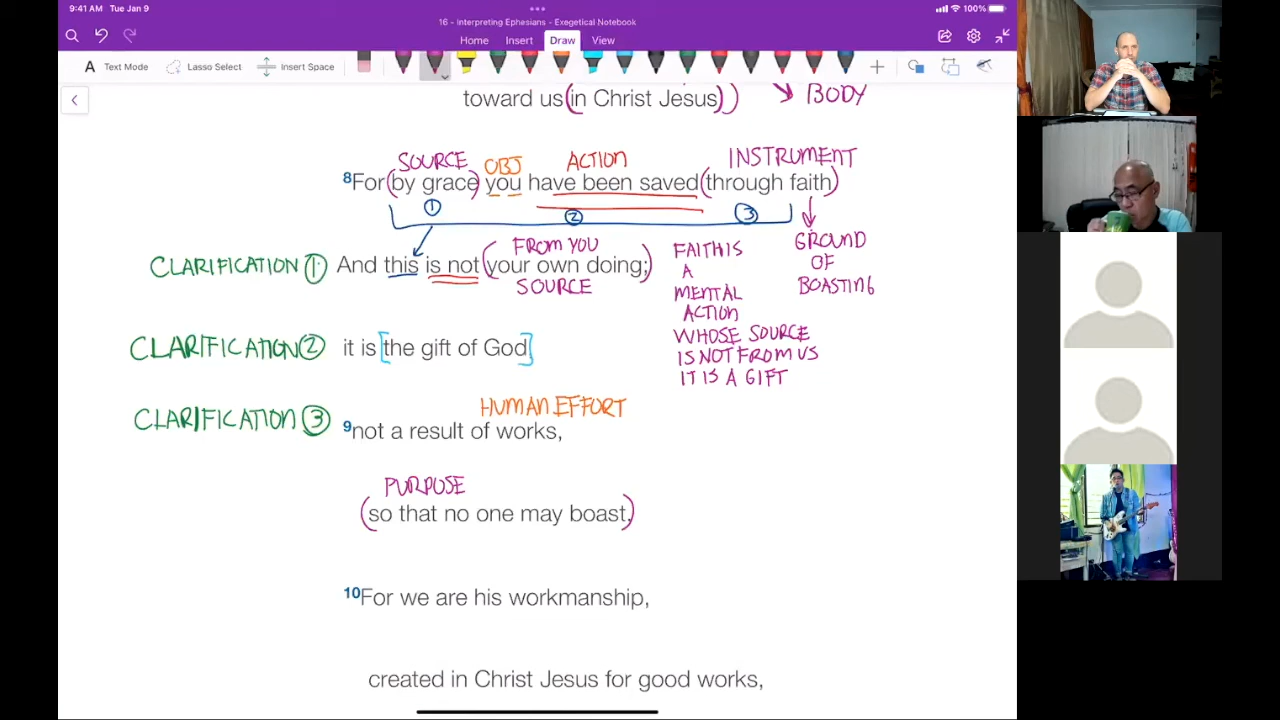 9:41 AM Tue Jan 9
100%
16 - Interpreting Ephesians - Exegetical Notebook
Home Insert Draw View
A Text Mode Lasso Select Insert Space
toward us (in Christ Jesus))
BODY
SOURCE OBJ ACTION INSTRUMENT
8For (by grace) you have been saved (through faith)
1 2 3
GROUND
OF
BOASTING
FROM YOU
CLARIFICATION 1. And this is not (your own doing;)
SOURCE
FAITH IS
A
MENTAL
ACTION
WHOSE SOURCE
IS NOT FROM US
IT IS A GIFT
CLARIFICATION 2 it is [the gift of God]
HUMAN EFFORT
CLARIFICATION 3 9not a result of works,
PURPOSE
(so that no one may boast.)
10For we are his workmanship,
created in Christ Jesus for good works,